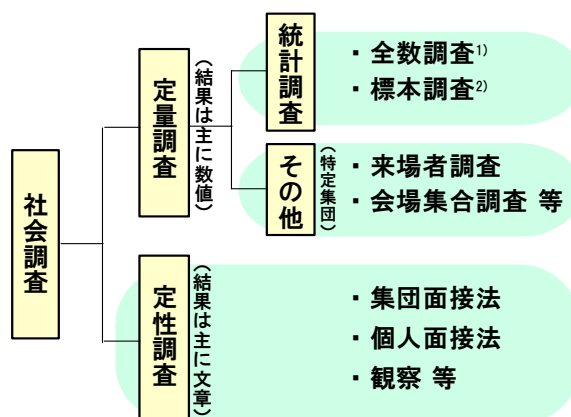 社会調査
定量調査
（結果は主に数値）
統計調査
・全数調査1)
・標本調査2)
その他
（特定集団）
・来場者調査
・会場集合調査 等
定性調査
（結果は主に文章）
・集団面接法
・個人面接法
・観察 等